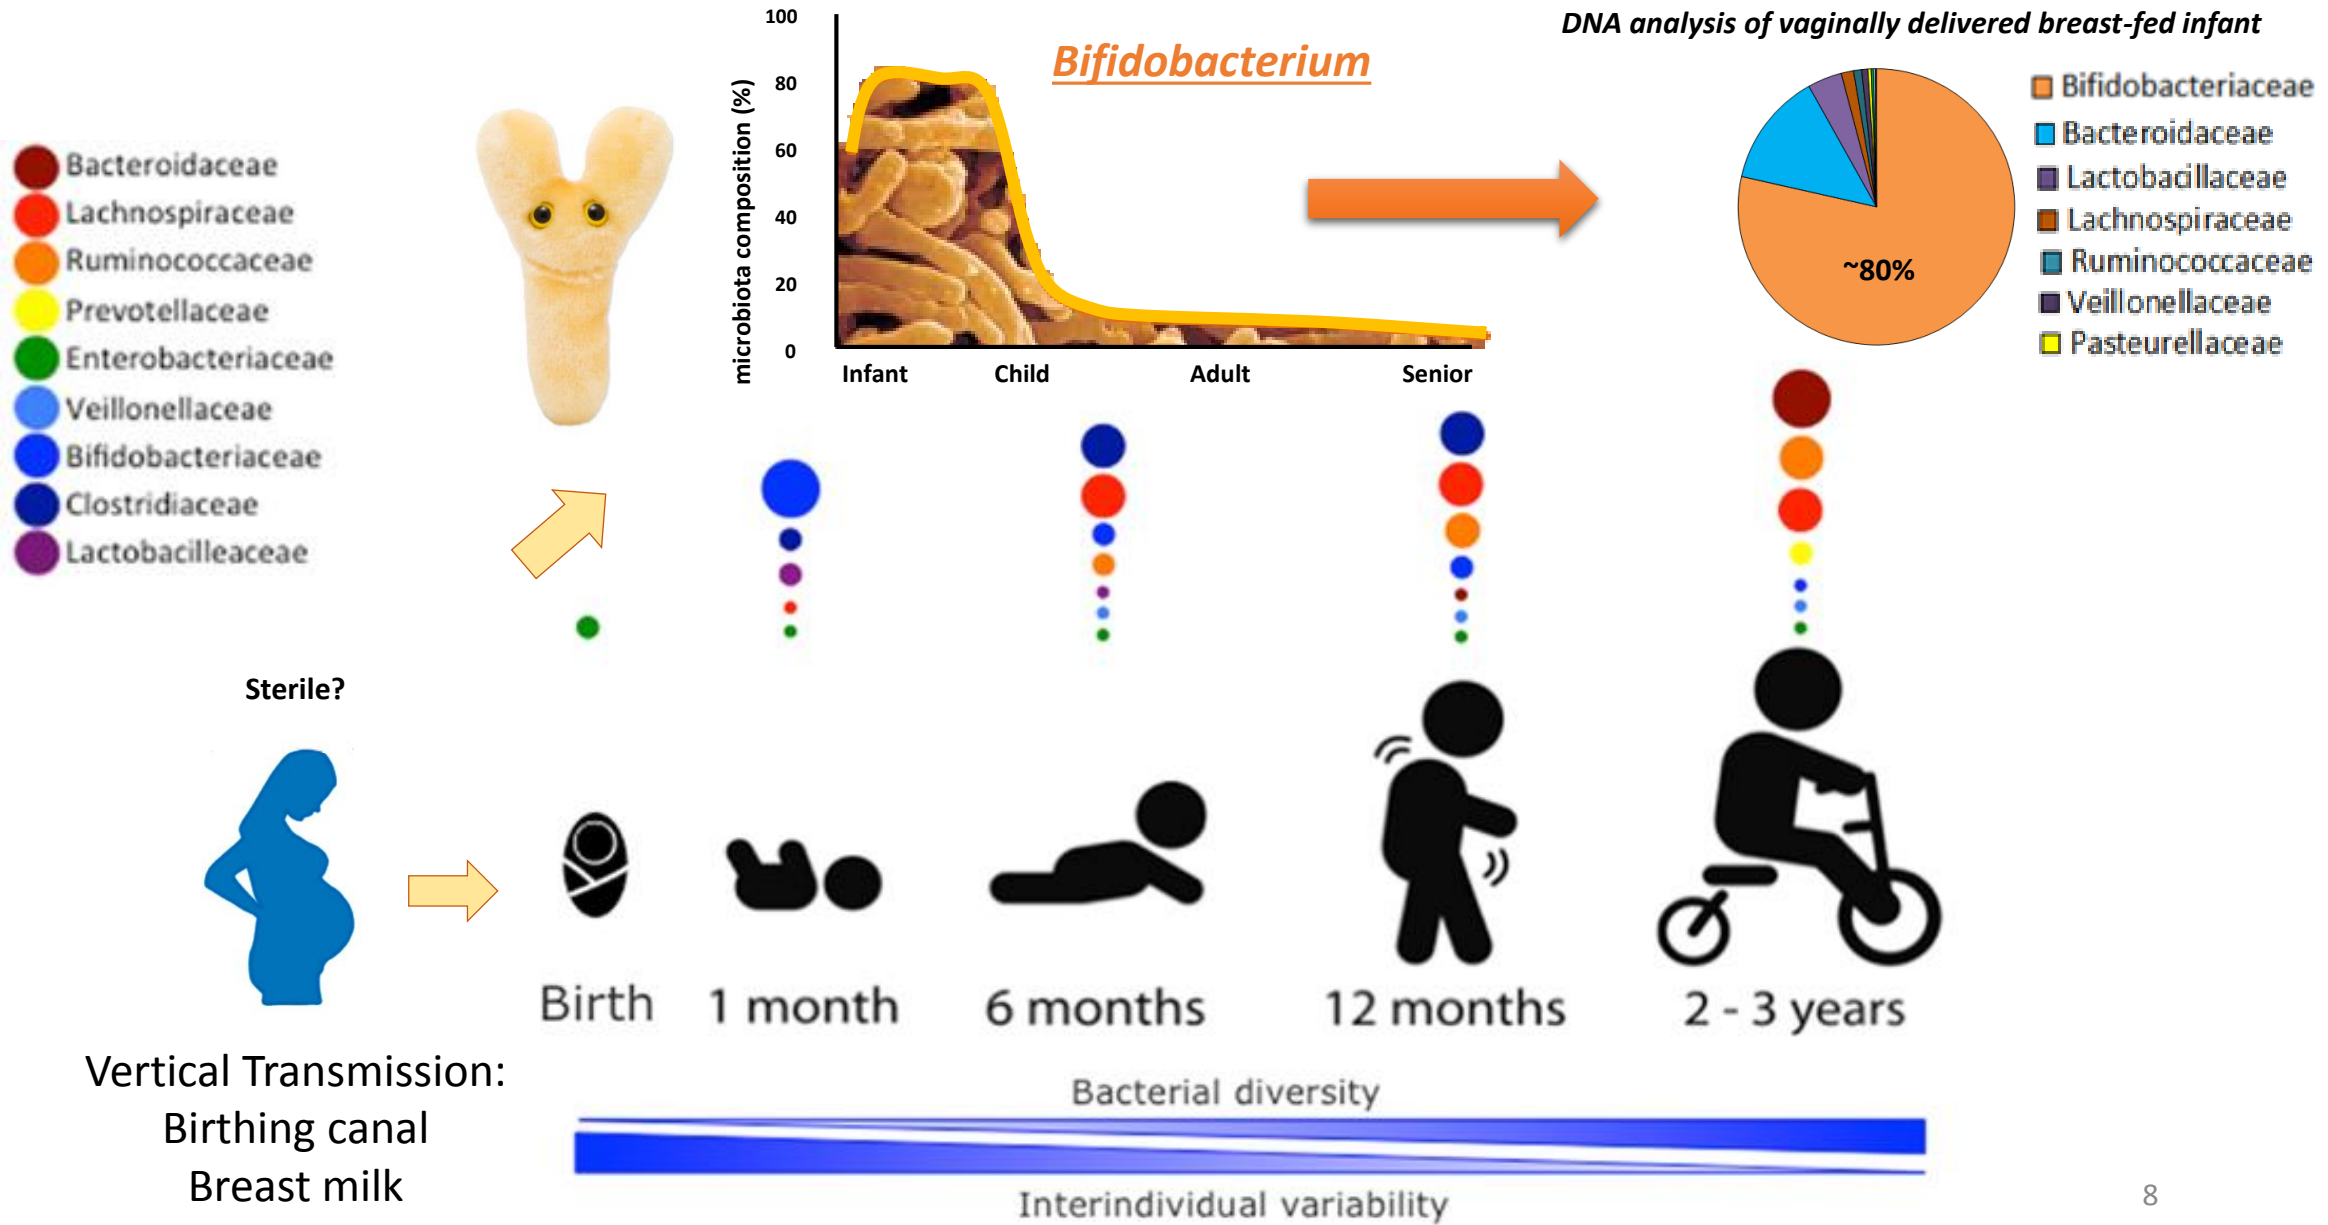 Bacteroidaceae
Lachnospiraceae
Ruminococcaceae
Prevotellaceae
Enterobacteriaceae
Veillonellaceae
Bifidobacteriaceae
Clostridiaceae
Lactobacilleaceae
microbiota composition (%)
100
80
60
40
20
0
Infant
Child
Adult
Senior
Bifidobacterium
DNA analysis of vaginally delivered breast-fed infant
~80%
Bifidobacteriaceae
Bacteroidaceae
Lactobacillaceae
Lachnospiraceae
Ruminococcaceae
Veillonellaceae
Pasteurellaceae
Sterile?
Birth
1 month
6 months
12 months
2 - 3 years
Vertical Transmission:
Birthing canal
Breast milk
Bacterial diversity
Interindividual variability
8